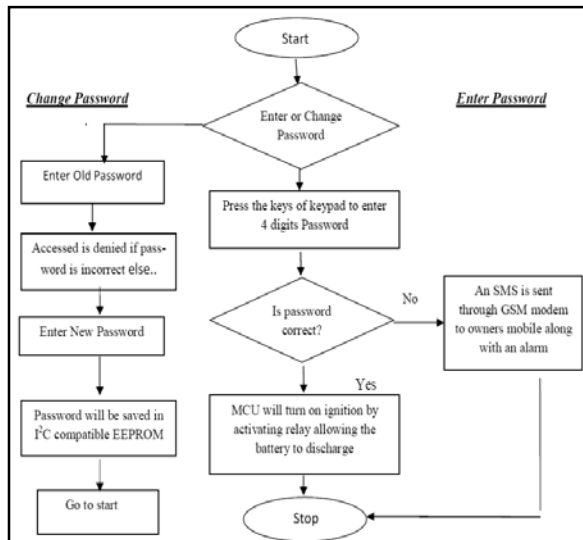 Start
Change Password
Enter Password
Enter or Change
Password
Enter Old Password
Press the keys of keypad to enter
4 digits Password
Accessed is denied if pass-
word is incorrect else..
Is password
correct?
No
An SMS is sent
through GSM modem
to owners mobile along
with an alarm
Enter New Password
Yes
Password will be saved in
I²C compatible EEPROM
MCU will turn on ignition by
activating relay allowing the
battery to discharge
Go to start
Stop